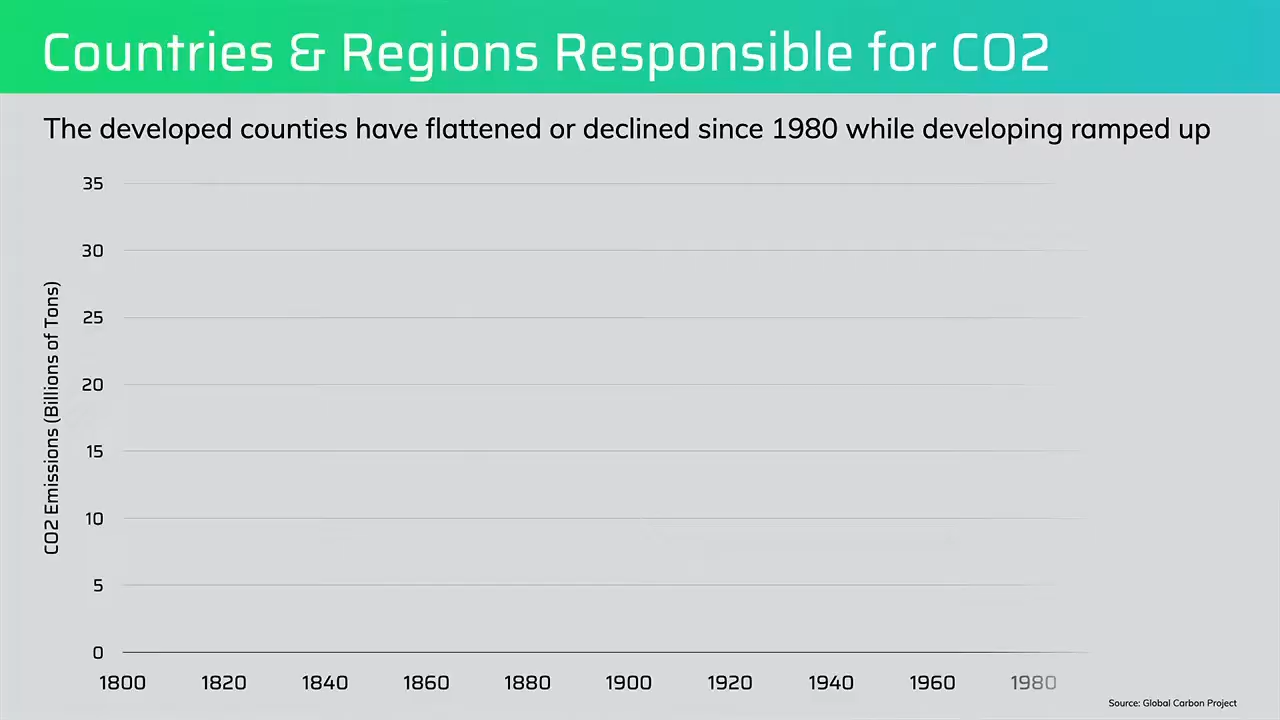 Countries & Regions Responsible for CO2
The developed counties have flattened or declined since 1980 while developing ramped up
35
30
25
20
15
10
5
0
CO2 Emissions (Billions of Tons)
1800 1820 1840 1860 1880 1900 1920 1940 1960 1980
Source: Global Carbon Project